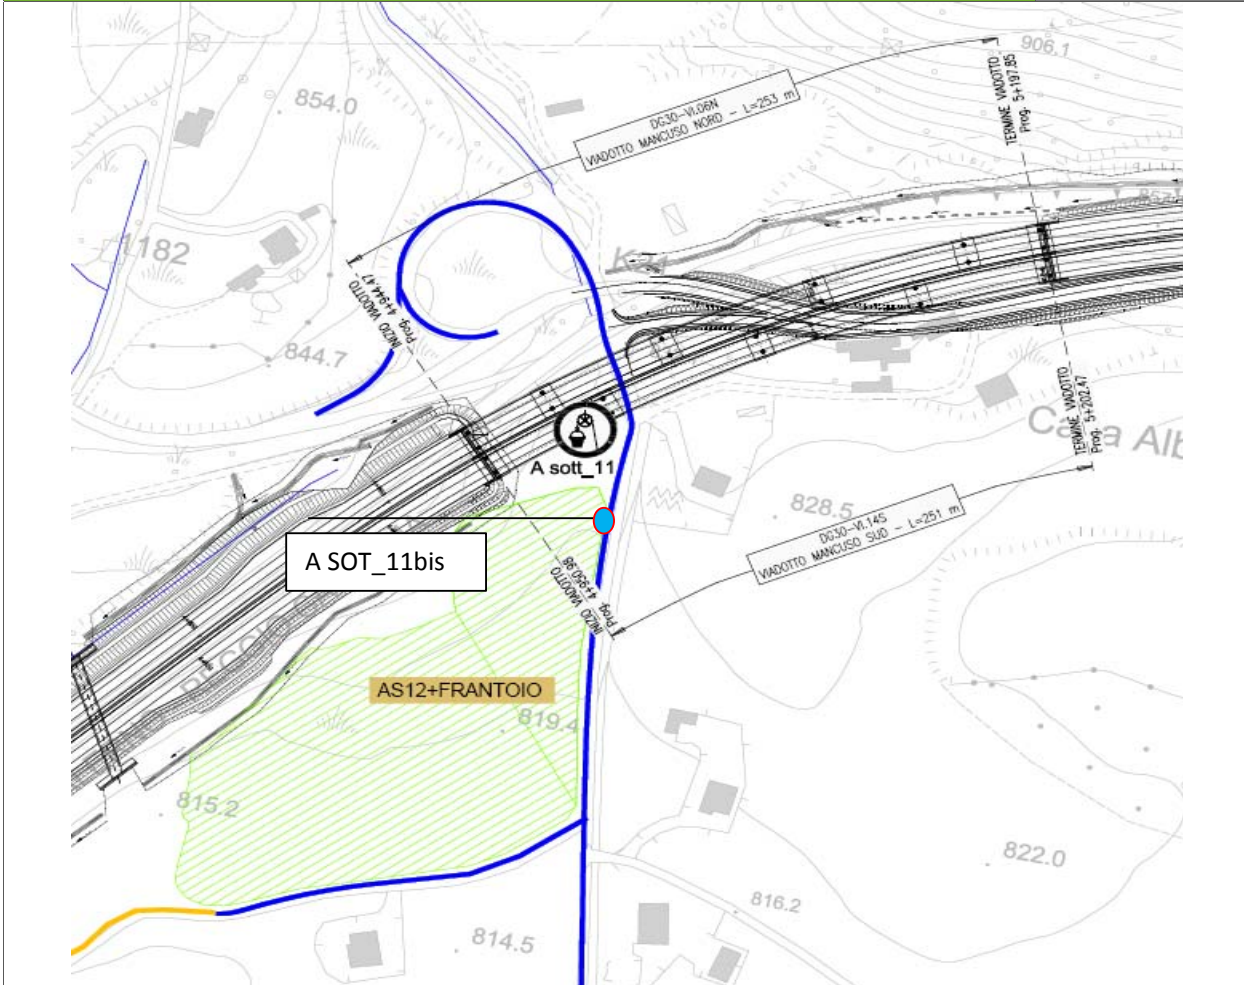 906.1
TERMINE VIADOTTO
Prog. 5+197.85
854.0
DG30-VI.06N
VIADOTTO MANCUSO NORD - L=253 m
1182
INIZIO VIADOTTO
Prog. 4+944.47
844.7
TERMINE VIADOTTO
Prog. 5+202.47
A sott_11
828.5
DG30-VI.14S
VIADOTTO MANCUSO SUD - L=251 m
A SOT_11bis
INIZIO VIADOTTO
Prog. 4+950.98
AS12+FRANTOIO
819.4
815.2
822.0
816.2
814.5